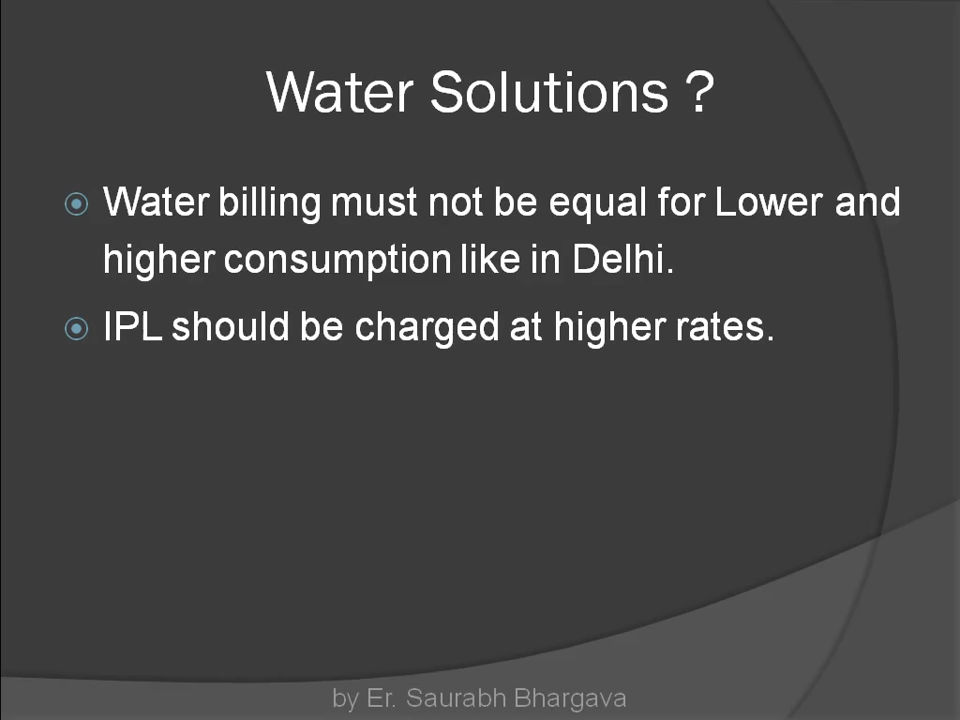 Water Solutions ?
Water billing must not be equal for Lower and
higher consumption like in Delhi.
IPL should be charged at higher rates.
by Er. Saurabh Bhargava